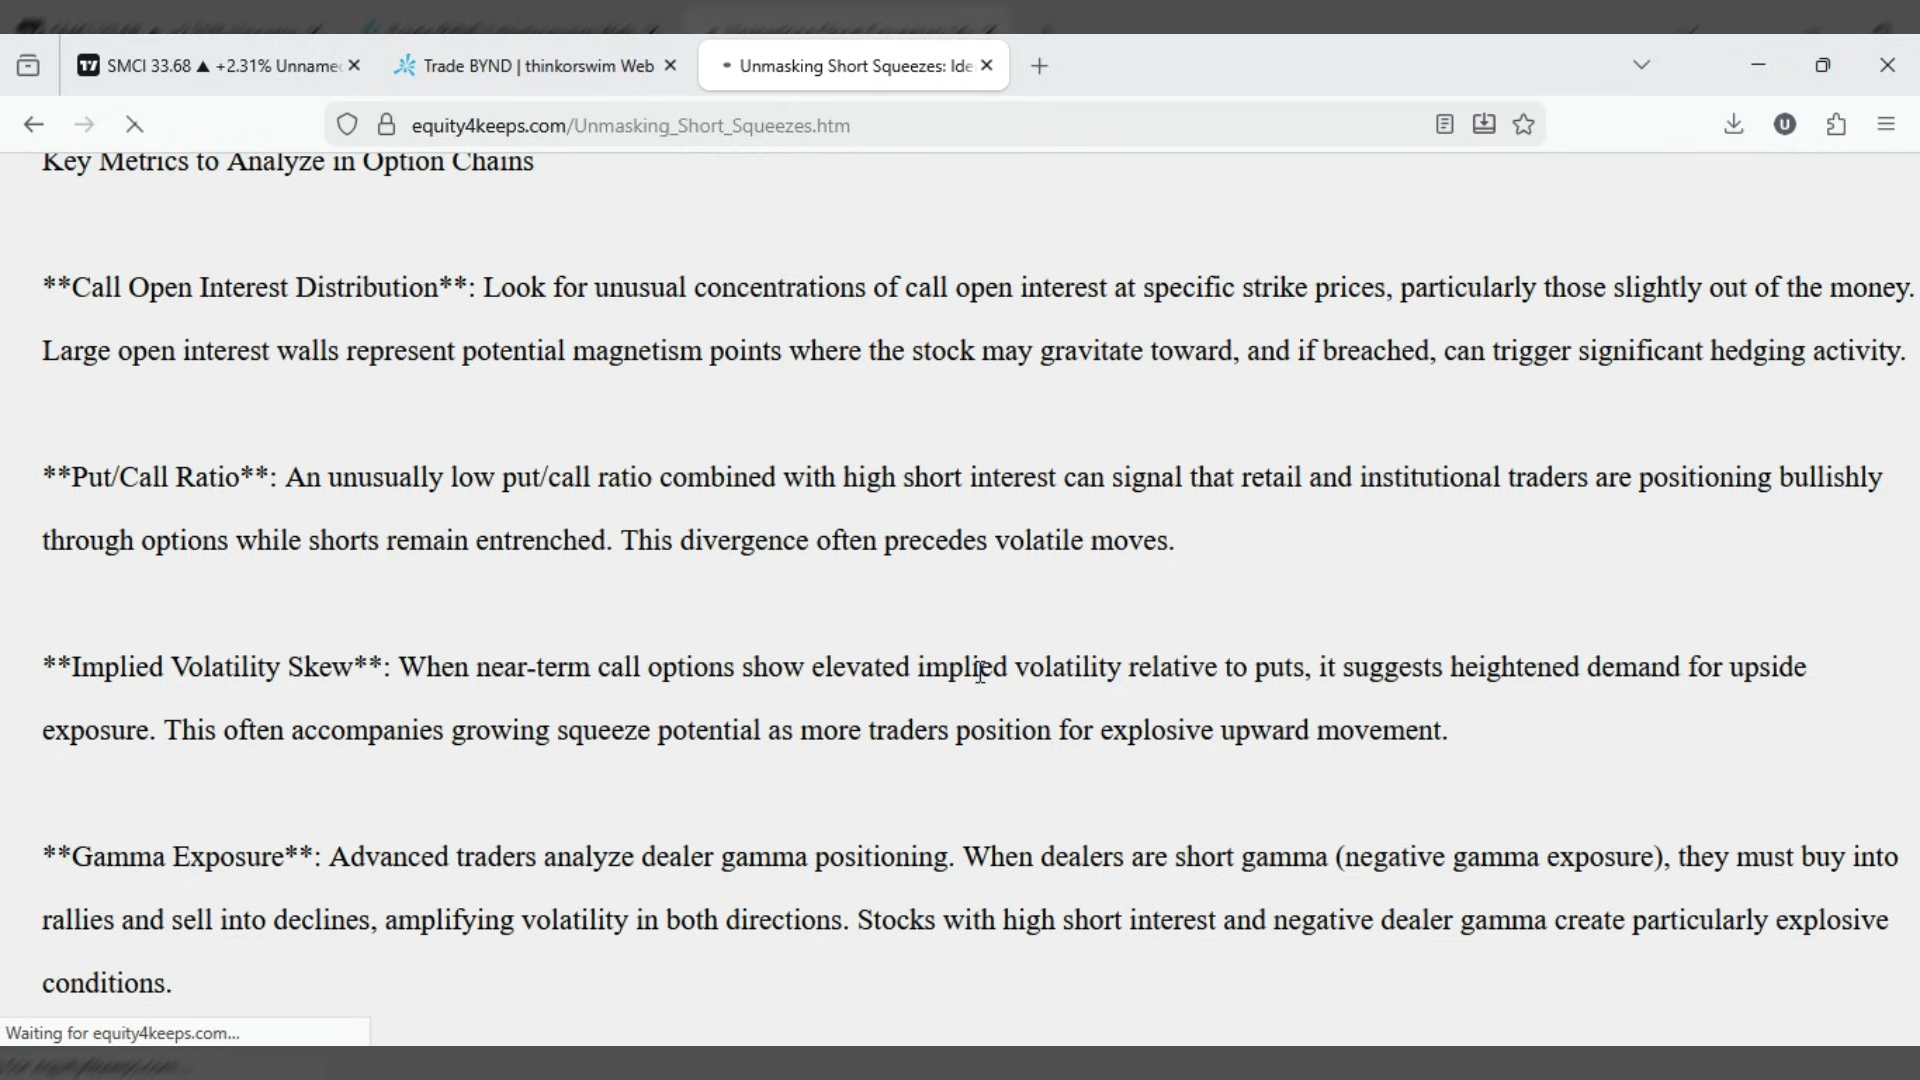 SMCI 33.68 ▲ +2.31% Unname
Trade BYND | thinkorswim Web
Unmasking Short Squeezes: Ide
equity4keeps.com/Unmasking_Short_Squeezes.htm
Key Metrics to Analyze in Option Chains
**Call Open Interest Distribution**: Look for unusual concentrations of call open interest at specific strike prices, particularly those slightly out of the money.
Large open interest walls represent potential magnetism points where the stock may gravitate toward, and if breached, can trigger significant hedging activity.
**Put/Call Ratio**: An unusually low put/call ratio combined with high short interest can signal that retail and institutional traders are positioning bullishly
through options while shorts remain entrenched. This divergence often precedes volatile moves.
**Implied Volatility Skew**: When near-term call options show elevated implied volatility relative to puts, it suggests heightened demand for upside
exposure. This often accompanies growing squeeze potential as more traders position for explosive upward movement.
**Gamma Exposure**: Advanced traders analyze dealer gamma positioning. When dealers are short gamma (negative gamma exposure), they must buy into
rallies and sell into declines, amplifying volatility in both directions. Stocks with high short interest and negative dealer gamma create particularly explosive
conditions.
Waiting for equity4keeps.com...